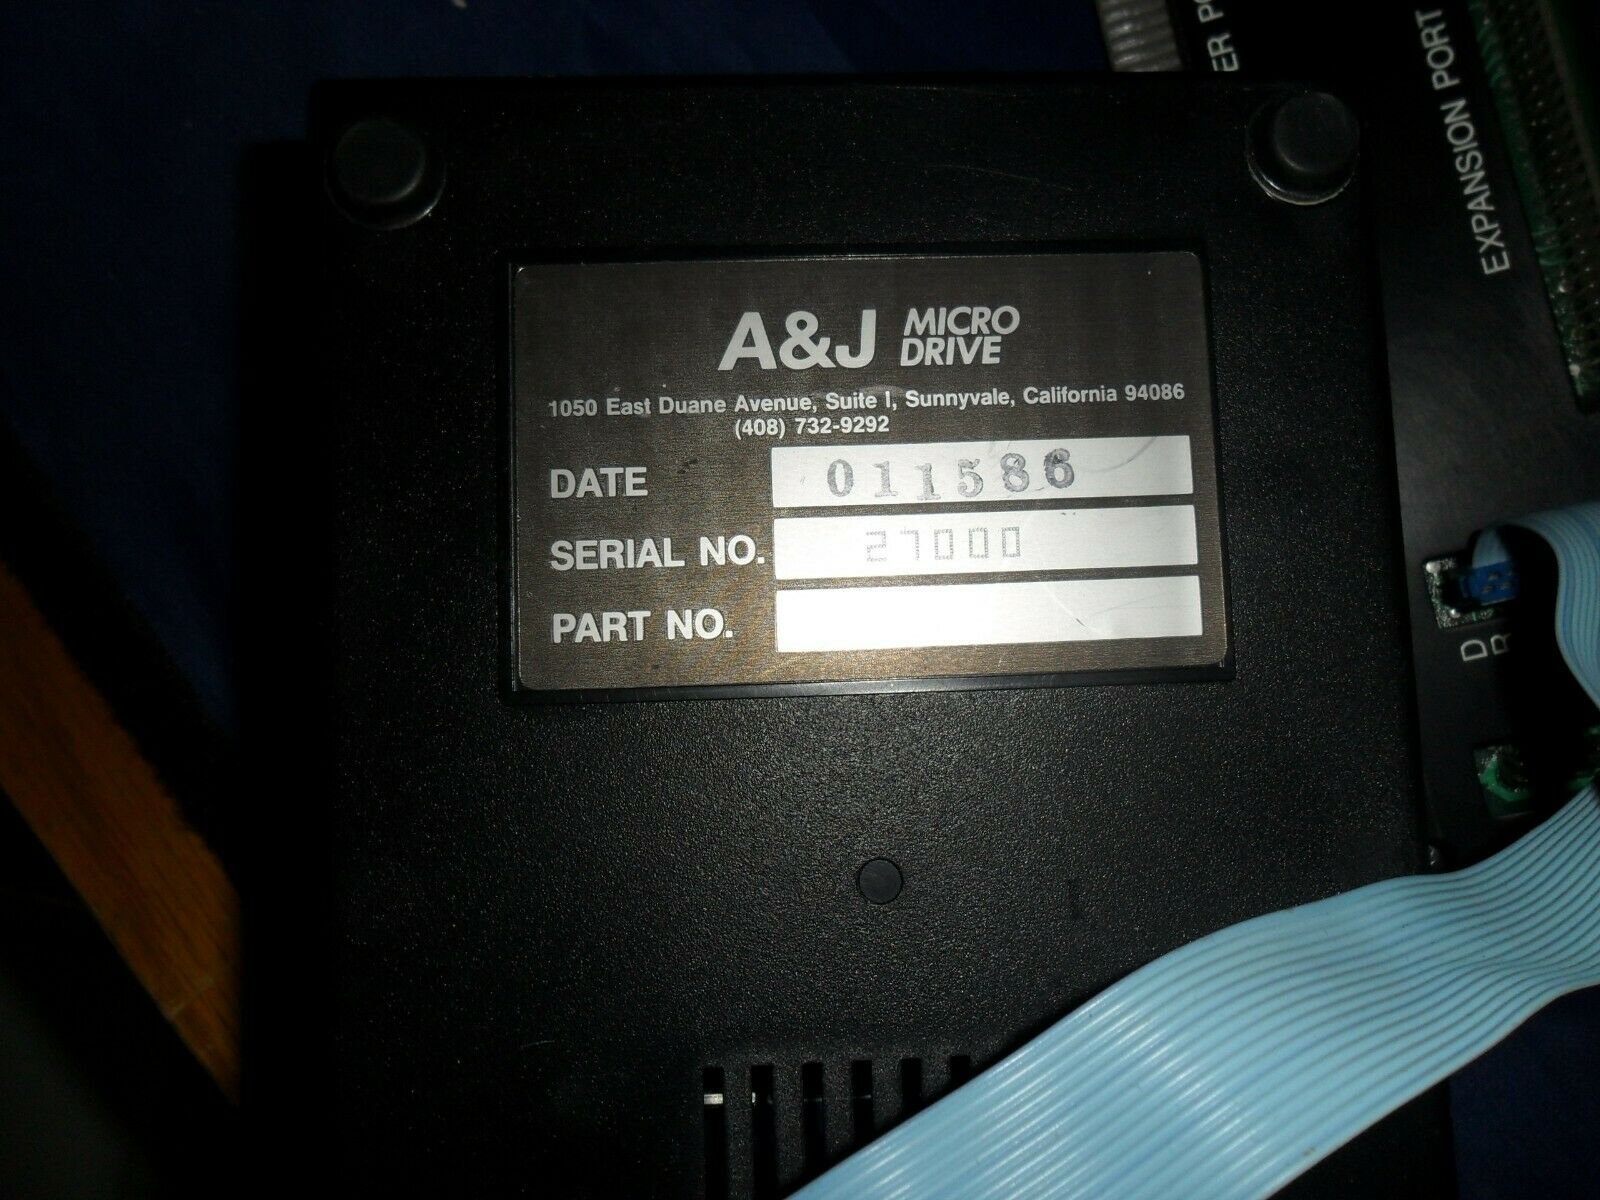 A&J MICRO DRIVE
1050 East Duane Avenue, Suite I, Sunnyvale, California 94086
(408) 732-9292
DATE 011586
SERIAL NO. 27000
PART NO.
EXPANSION PORT